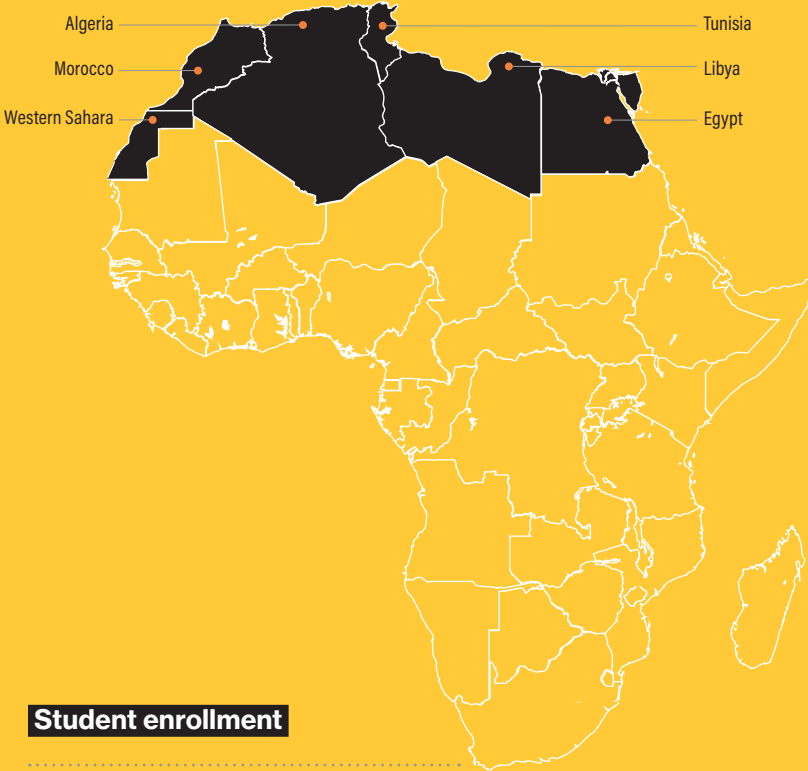 Algeria
Morocco
Western Sahara
Tunisia
Libya
Egypt
Student enrollment